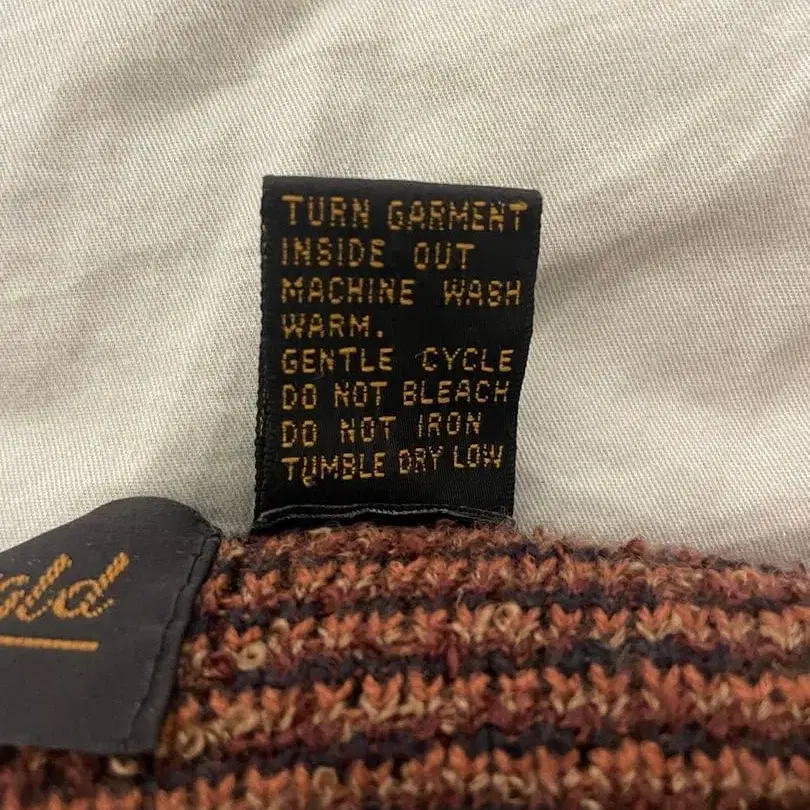 TURN GARMENT
INSIDE OUT
MACHINE WASH
WARM.
GENTLE CYCLE
DO NOT BLEACH
DO NOT IRON
TUMBLE DRY LOW